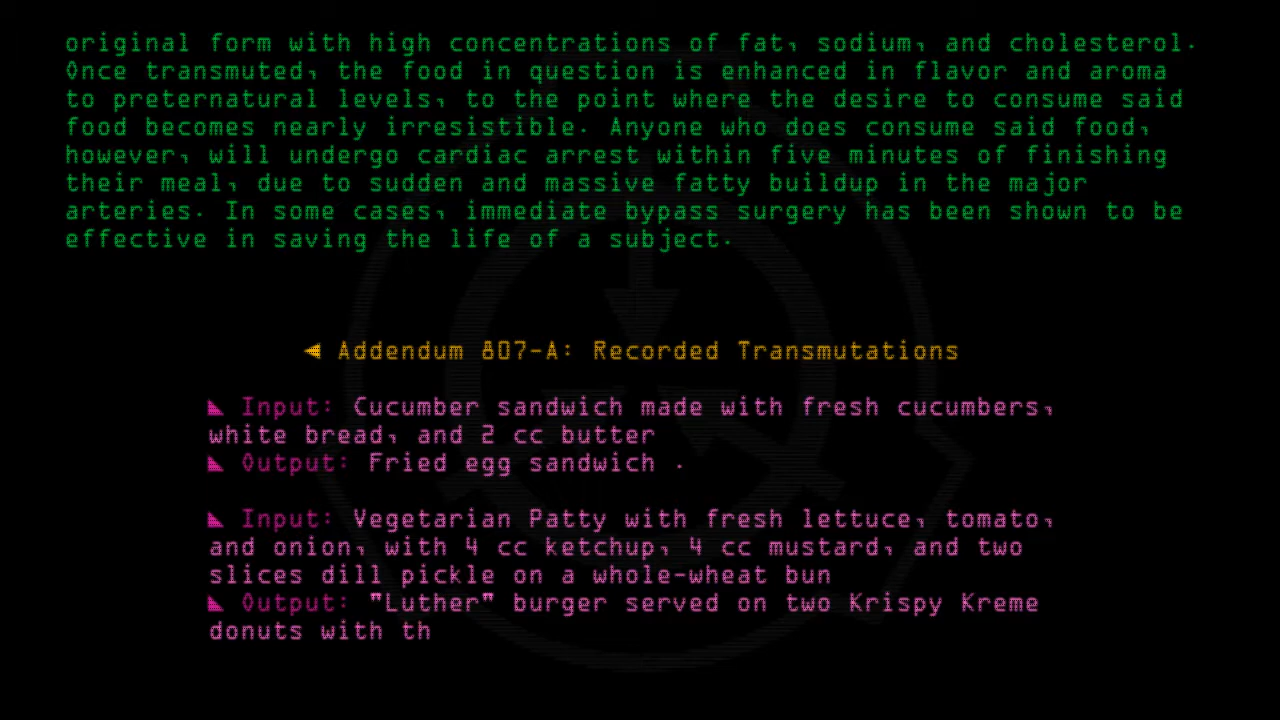 original form with high concentrations of fat, sodium, and cholesterol.
Once transmuted, the food in question is enhanced in flavor and aroma
to preternatural levels, to the point where the desire to consume said
food becomes nearly irresistible. Anyone who does consume said food,
however, will undergo cardiac arrest within five minutes of finishing
their meal, due to sudden and massive fatty buildup in the major
arteries. In some cases, immediate bypass surgery has been shown to be
effective in saving the life of a subject.
◄ Addendum 807-A: Recorded Transmutations
◣ Input: Cucumber sandwich made with fresh cucumbers,
white bread, and 2 cc butter
◣ Output: Fried egg sandwich .
◣ Input: Vegetarian Patty with fresh lettuce, tomato,
and onion, with 4 cc ketchup, 4 cc mustard, and two
slices dill pickle on a whole-wheat bun
◣ Output: "Luther" burger served on two Krispy Kreme
donuts with th